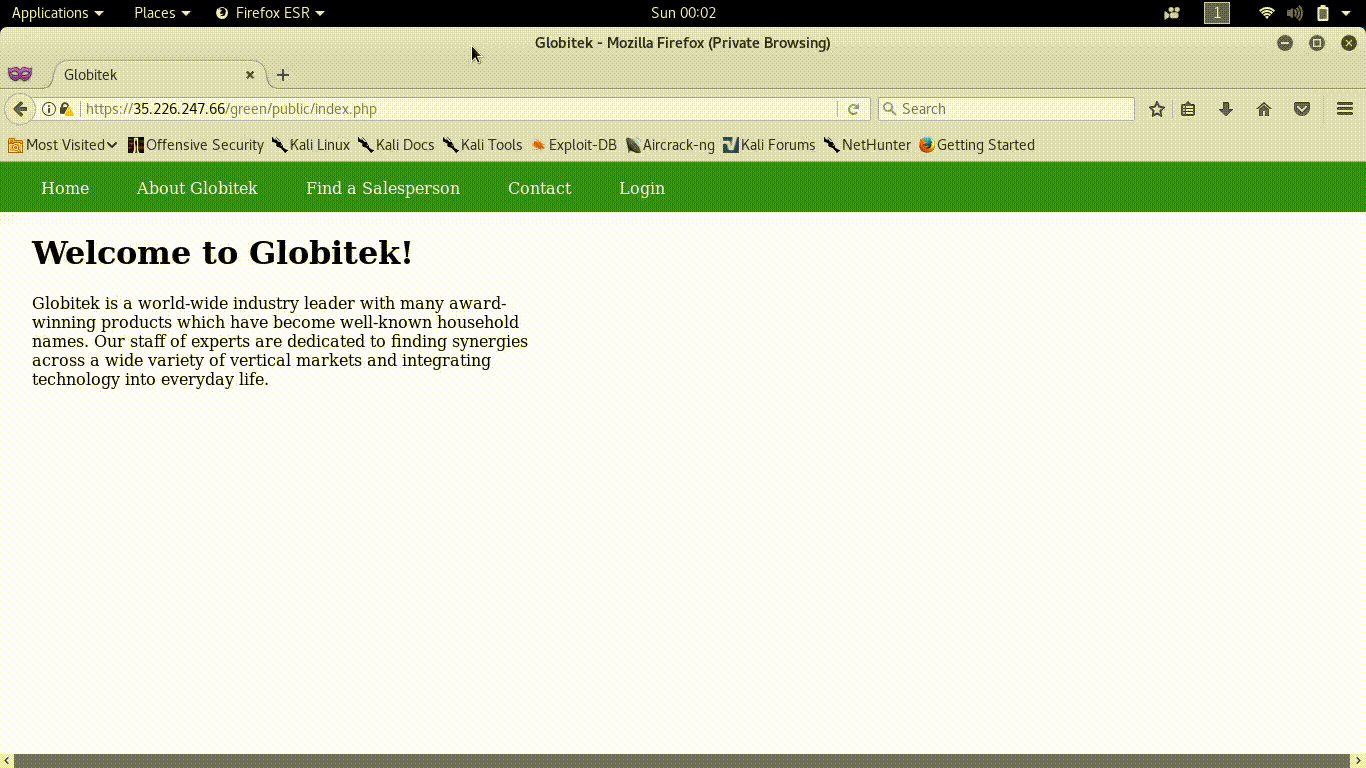 Applications Places Firefox ESR Sun 00:02 1
Globitek - Mozilla Firefox (Private Browsing)
Globitek
https://35.226.247.66/green/public/index.php Search
Most Visited Offensive Security Kali Linux Kali Docs Kali Tools Exploit-DB Aircrack-ng Kali Forums NetHunter Getting Started
Home About Globitek Find a Salesperson Contact Login
Welcome to Globitek!
Globitek is a world-wide industry leader with many award-
winning products which have become well-known household
names. Our staff of experts are dedicated to finding synergies
across a wide variety of vertical markets and integrating
technology into everyday life.